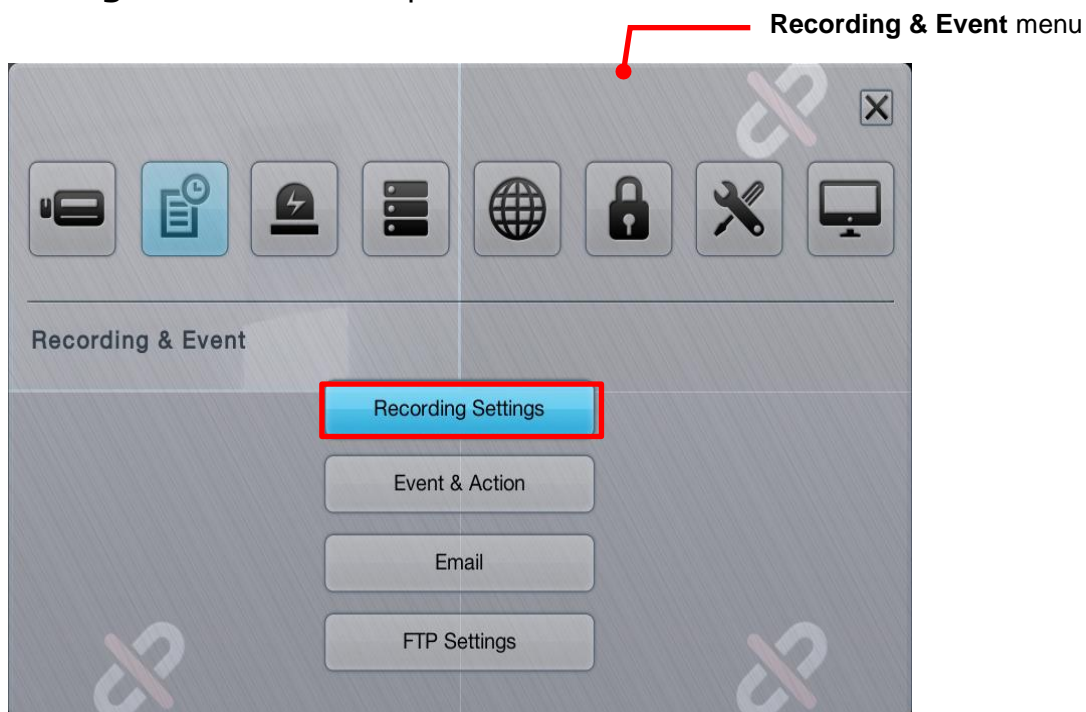 Recording & Event menu
Recording & Event
Recording Settings
Event & Action
Email
FTP Settings